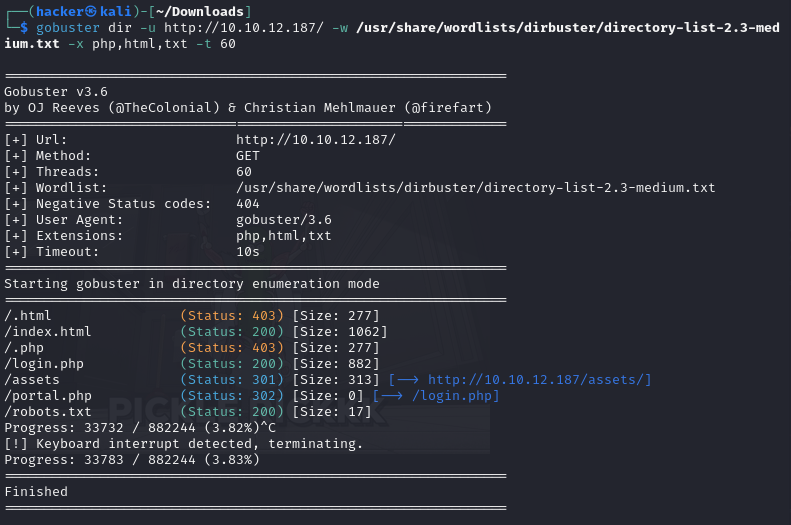 ┌──(hacker㉿kali)-[~/Downloads]
└─$ gobuster dir -u http://10.10.12.187/ -w /usr/share/wordlists/dirbuster/directory-list-2.3-med
ium.txt -x php,html,txt -t 60
===============================================================
Gobuster v3.6
by OJ Reeves (@TheColonial) & Christian Mehlmauer (@firefart)
===============================================================
[+] Url:                     http://10.10.12.187/
[+] Method:                  GET
[+] Threads:                 60
[+] Wordlist:                /usr/share/wordlists/dirbuster/directory-list-2.3-medium.txt
[+] Negative Status codes:   404
[+] User Agent:              gobuster/3.6
[+] Extensions:              php,html,txt
[+] Timeout:                 10s
===============================================================
Starting gobuster in directory enumeration mode
===============================================================
/.html                (Status: 403) [Size: 277]
/index.html           (Status: 200) [Size: 1062]
/.php                 (Status: 403) [Size: 277]
/login.php            (Status: 200) [Size: 882]
/assets               (Status: 301) [Size: 313] [--> http://10.10.12.187/assets/]
/portal.php           (Status: 302) [Size: 0] [--> /login.php]
/robots.txt           (Status: 200) [Size: 17]
Progress: 33732 / 882244 (3.82%)^C
[!] Keyboard interrupt detected, terminating.
Progress: 33783 / 882244 (3.83%)
===============================================================
Finished
===============================================================